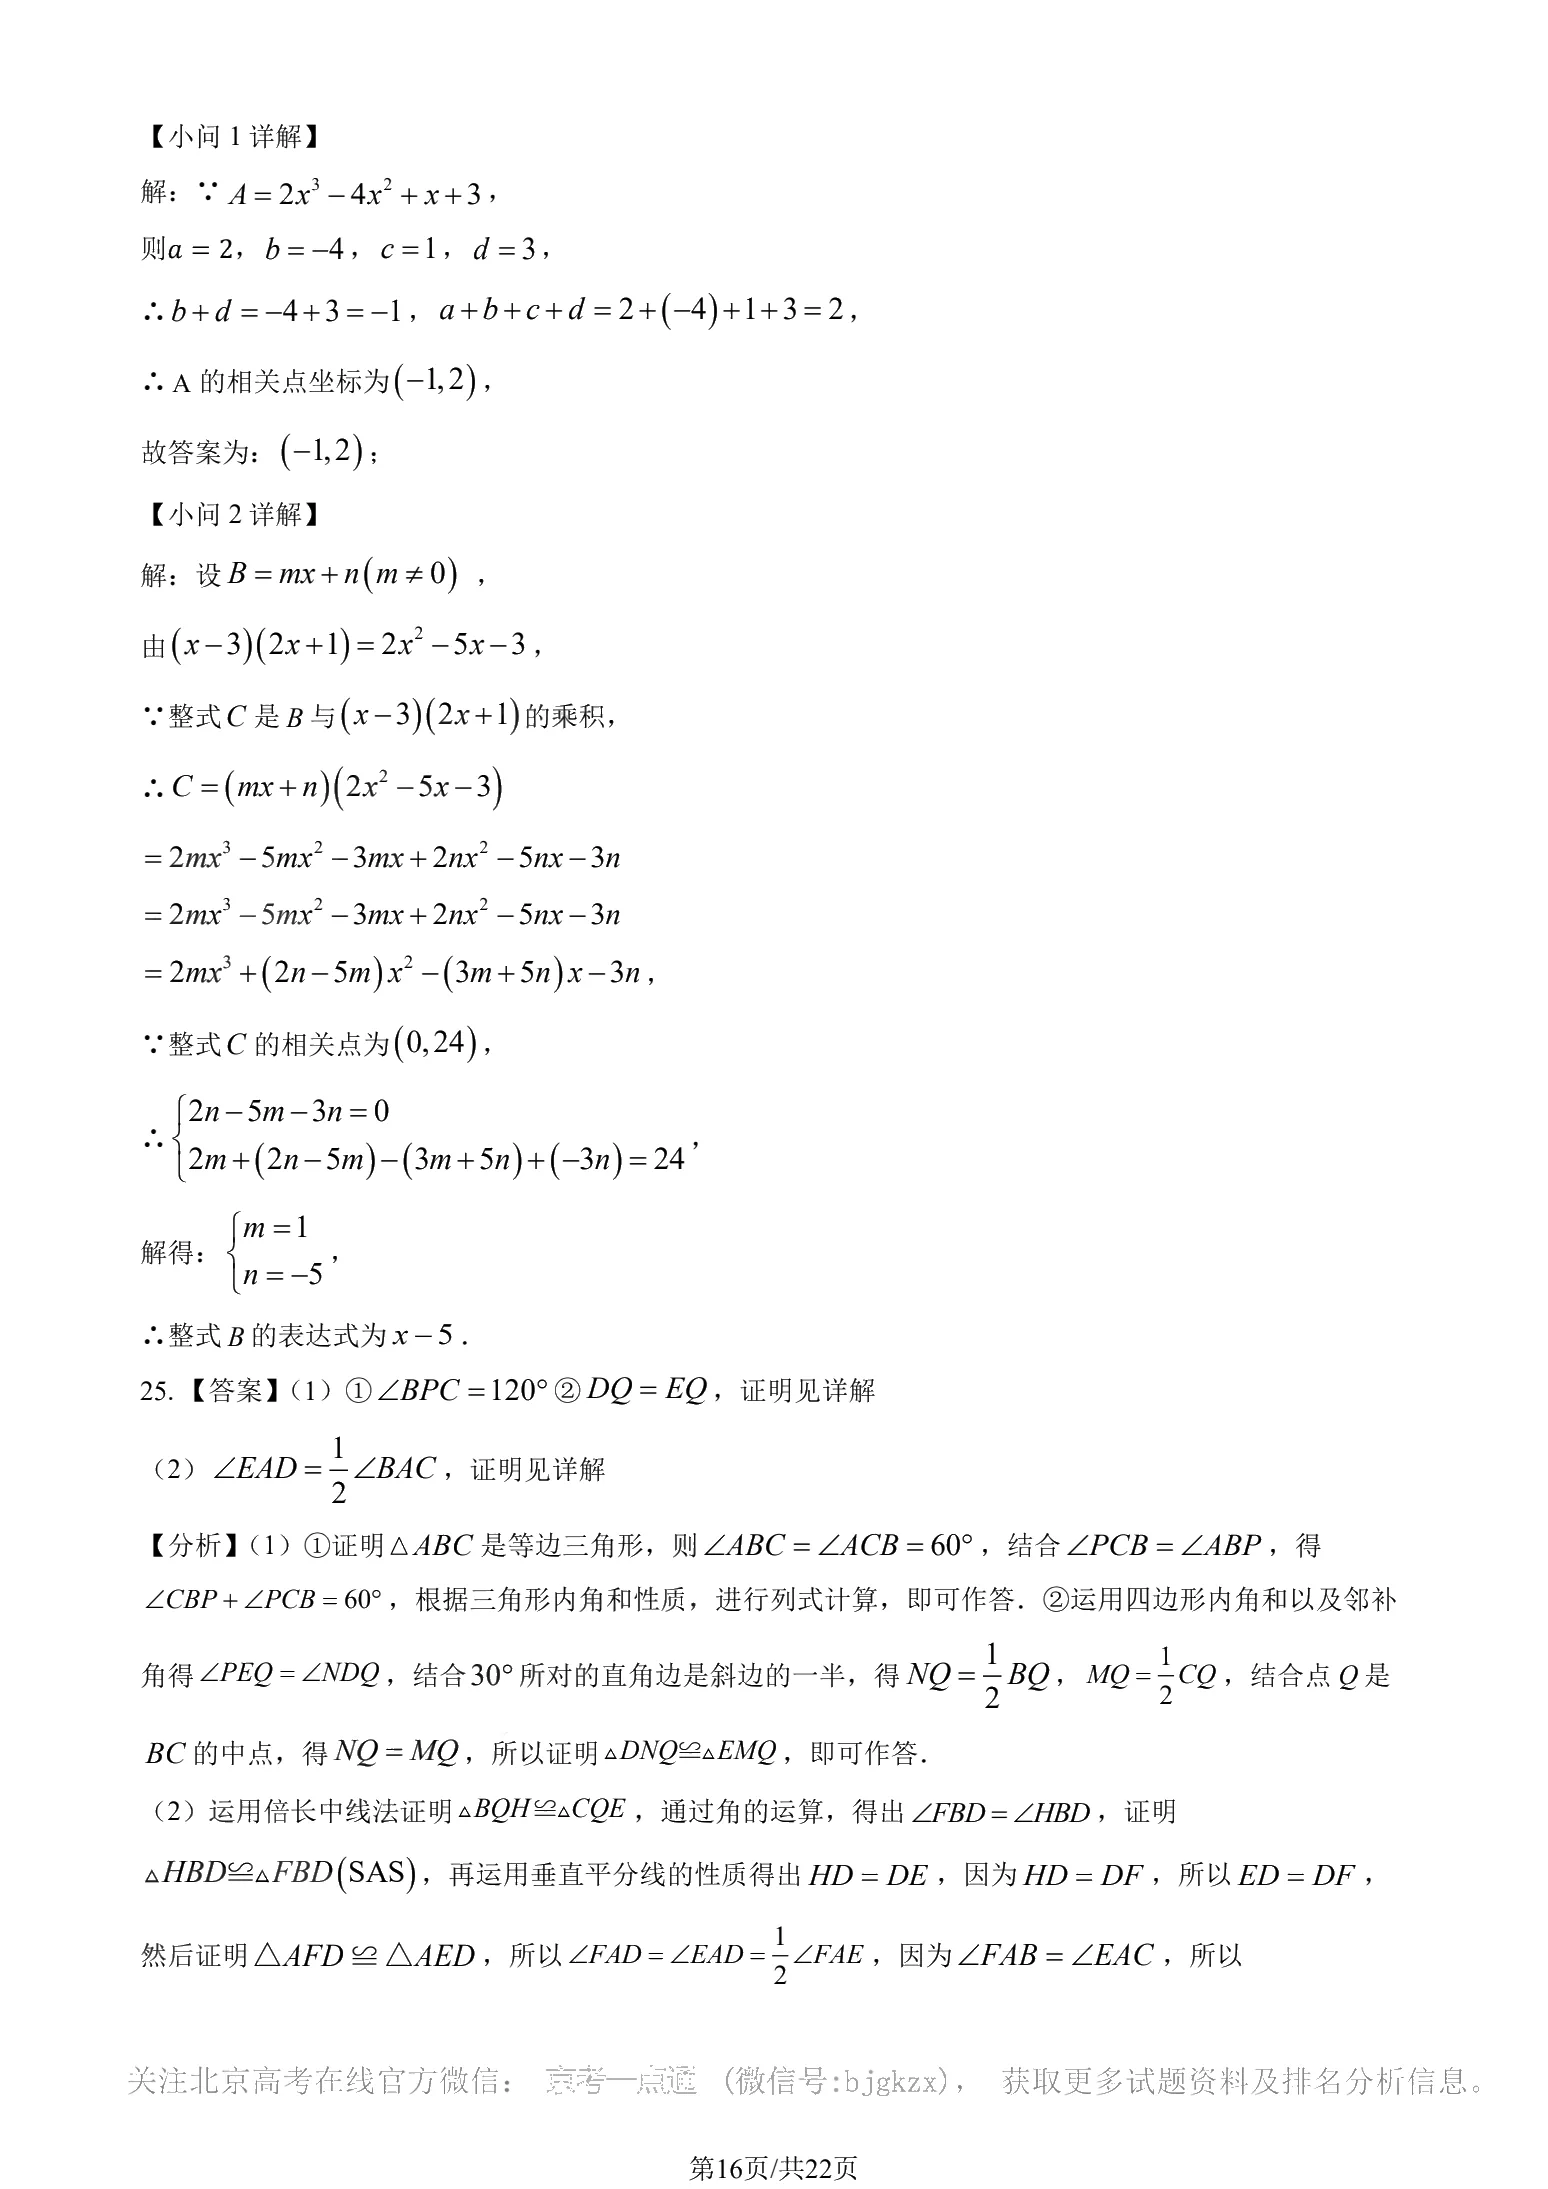 【小问 1 详解】
解：∵ A = 2x³ − 4x² + x + 3，
则a = 2，b = −4，c = 1，d = 3，
∴ b + d = −4 + 3 = −1，a + b + c + d = 2 + (−4) + 1 + 3 = 2，
∴ A 的相关点坐标为(−1, 2)，
故答案为：(−1, 2)；
【小问 2 详解】
解：设 B = mx + n(m ≠ 0) ，
由(x − 3)(2x + 1) = 2x² − 5x − 3，
∵整式 C 是 B 与(x − 3)(2x + 1)的乘积，
∴ C = (mx + n)(2x² − 5x − 3)
= 2mx³ − 5mx² − 3mx + 2nx² − 5nx − 3n
= 2mx³ − 5mx² − 3mx + 2nx² − 5nx − 3n
= 2mx³ + (2n − 5m)x² − (3m + 5n)x − 3n，
∵整式 C 的相关点为(0, 24)，
∴ {2n − 5m − 3n = 0
2m + (2n − 5m) − (3m + 5n) + (−3n) = 24，
解得：{m = 1
n = −5，
∴整式 B 的表达式为 x − 5．
25. 【答案】（1）①∠BPC = 120° ② DQ = EQ，证明见详解
（2）∠EAD = 1/2 ∠BAC，证明见详解
【分析】（1）①证明△ABC 是等边三角形，则∠ABC = ∠ACB = 60°，结合∠PCB = ∠ABP，得
∠CBP + ∠PCB = 60°，根据三角形内角和性质，进行列式计算，即可作答．②运用四边形内角和以及邻补
角得∠PEQ = ∠NDQ，结合30°所对的直角边是斜边的一半，得 NQ = 1/2 BQ，MQ = 1/2 CQ，结合点 Q 是
BC 的中点，得 NQ = MQ，所以证明△DNQ≌△EMQ，即可作答．
（2）运用倍长中线法证明△BQH≌△CQE，通过角的运算，得出∠FBD = ∠HBD，证明
△HBD≌△FBD(SAS)，再运用垂直平分线的性质得出 HD = DE，因为 HD = DF，所以 ED = DF，
然后证明△AFD ≌ △AED，所以∠FAD = ∠EAD = 1/2 ∠FAE，因为∠FAB = ∠EAC，所以
关注北京高考在线官方微信： 京考一点通 (微信号:bjgkzx)， 获取更多试题资料及排名分析信息。
第16页/共22页